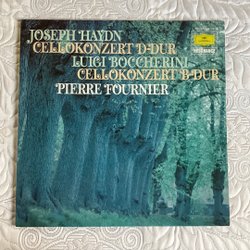 JOSEPH HAYDN
CELLOKONZERT D-DUR
LUIGI BOCCHERINI
CELLOKONZERT B-DUR
PIERRE FOURNIER